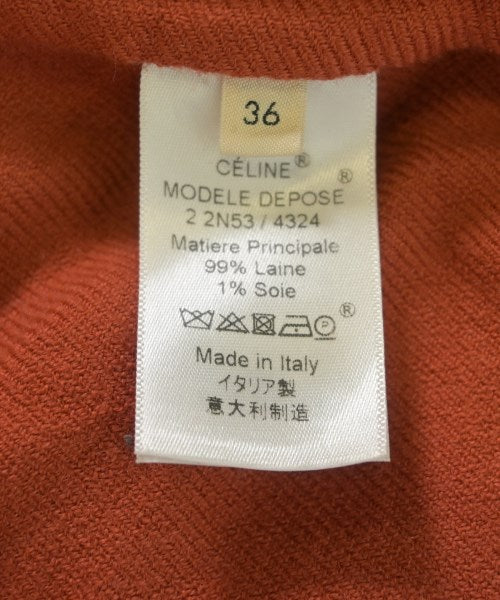 36
CÉLINE®
MODELE DEPOSE ®
2 2N53 / 4324
Matiere Principale
99% Laine
1% Soie
P ®
Made in Italy
イタリア製
意大利制造